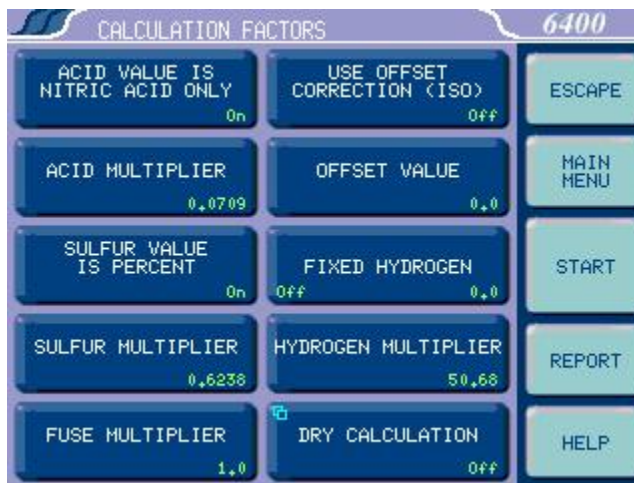 CALCULATION FACTORS
6400
ACID VALUE IS
NITRIC ACID ONLY
On
USE OFFSET
CORRECTION (ISO)
Off
ESCAPE
ACID MULTIPLIER
0.0709
OFFSET VALUE
0.0
MAIN
MENU
SULFUR VALUE
IS PERCENT
On
FIXED HYDROGEN
Off 0.0
START
SULFUR MULTIPLIER
0.6238
HYDROGEN MULTIPLIER
50.68
REPORT
FUSE MULTIPLIER
1.0
DRY CALCULATION
Off
HELP